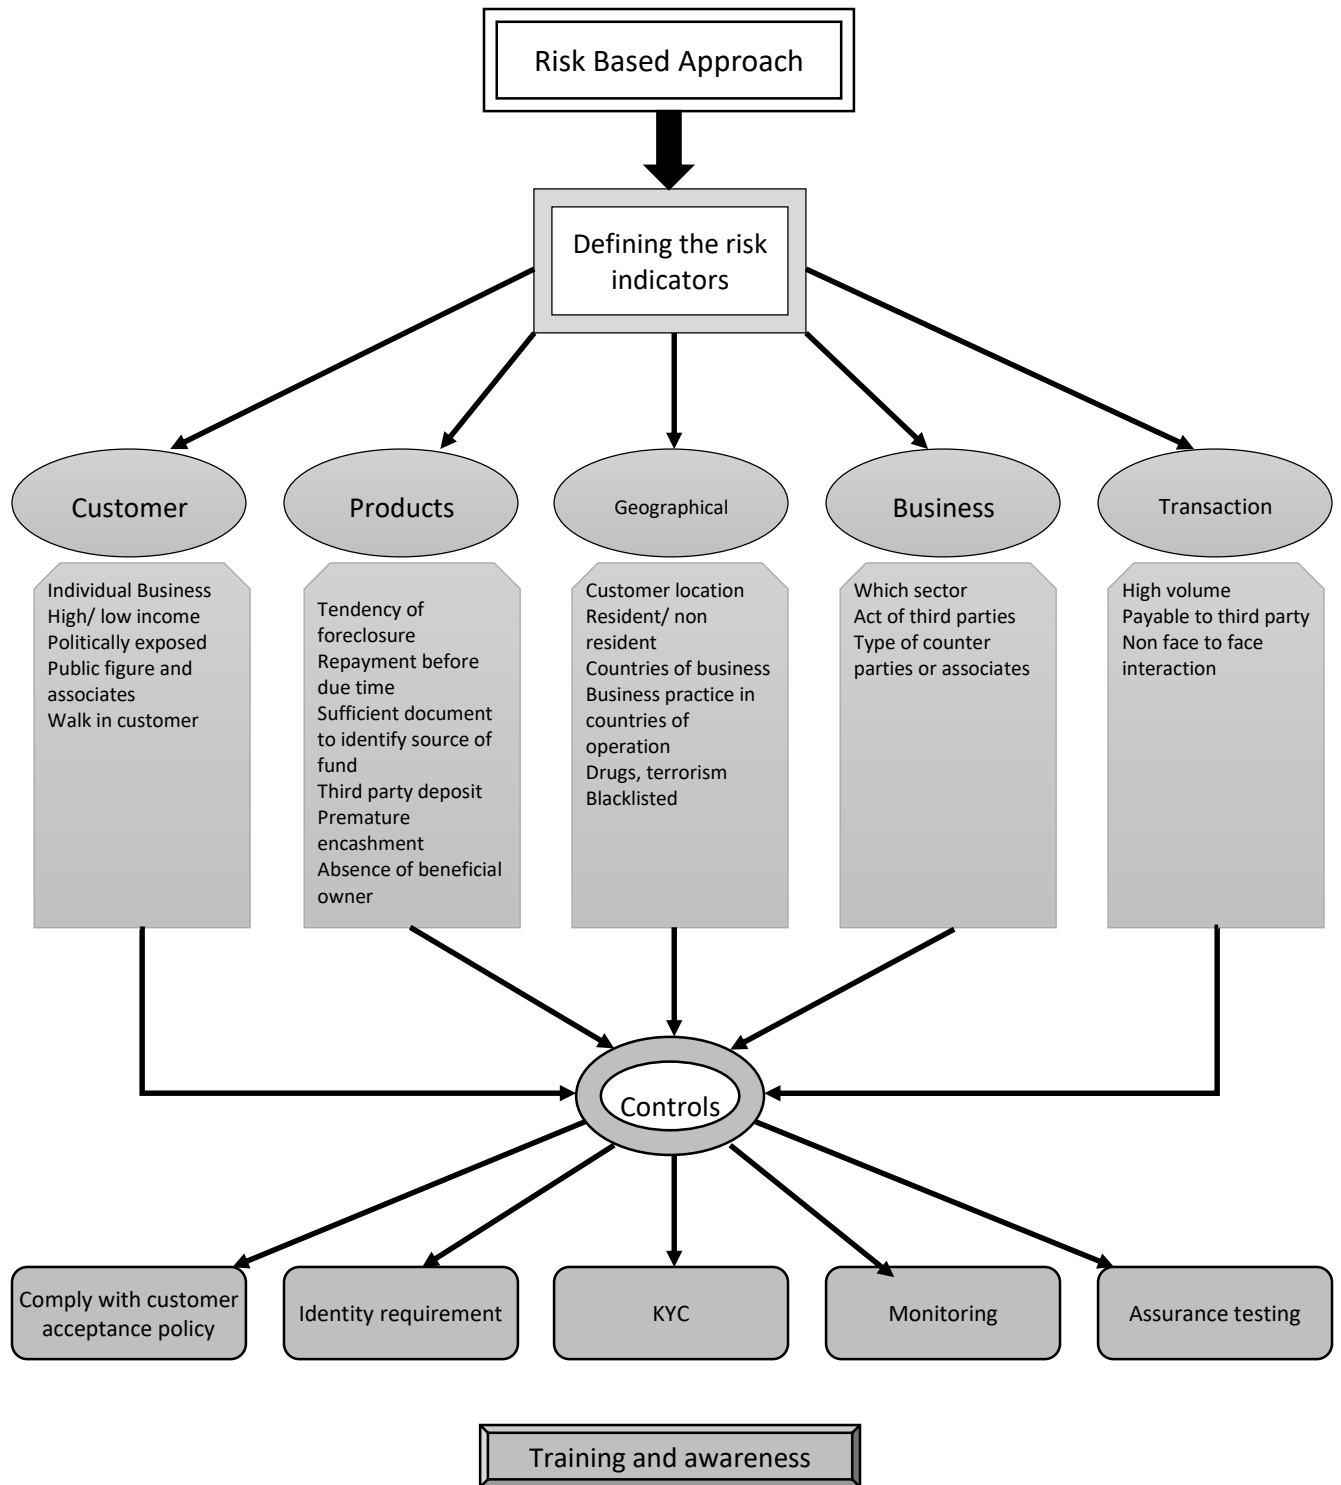 Risk Based Approach
Defining the risk
indicators
Customer
Products
Geographical
Business
Transaction
Individual Business
High/ low income
Politically exposed
Public figure and
associates
Walk in customer
Tendency of
foreclosure
Repayment before
due time
Sufficient document
to identify source of
fund
Third party deposit
Premature
encashment
Absence of beneficial
owner
Customer location
Resident/ non
resident
Countries of business
Business practice in
countries of
operation
Drugs, terrorism
Blacklisted
Which sector
Act of third parties
Type of counter
parties or associates
High volume
Payable to third party
Non face to face
interaction
Controls
Comply with customer
acceptance policy
Identity requirement
KYC
Monitoring
Assurance testing
Training and awareness